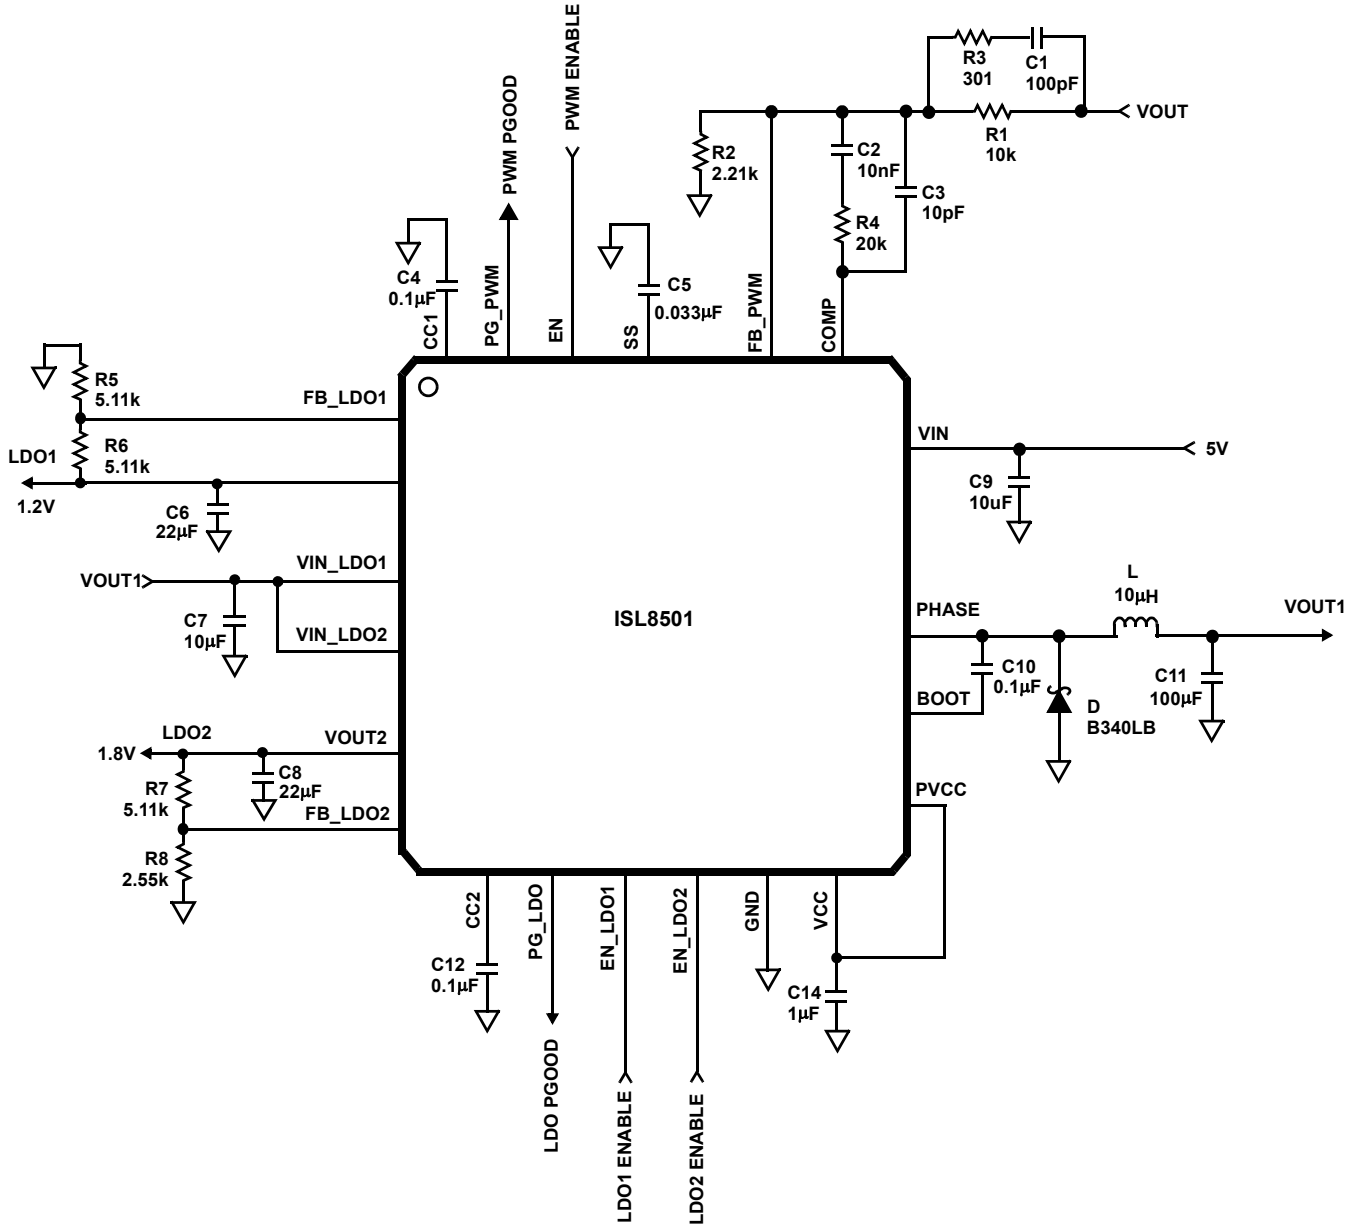 PWM ENABLE
PWM PGOOD
R3
301
C1
100pF
VOUT
R1
10k
R2
2.21k
C2
10nF
C3
10pF
R4
20k
C4
0.1µF
CC1
PG_PWM
EN
C5
0.033µF
SS
FB_PWM
COMP
R5
5.11k
FB_LDO1
R6
5.11k
LDO1
1.2V
C6
22µF
VIN
5V
C9
10uF
VOUT1
VIN_LDO1
C7
10µF
VIN_LDO2
ISL8501
PHASE
L
10µH
VOUT1
C10
0.1µF
BOOT
C11
100µF
D
B340LB
LDO2
1.8V
VOUT2
C8
22µF
R7
5.11k
FB_LDO2
R8
2.55k
PVCC
CC2
PG_LDO
EN_LDO1
EN_LDO2
GND
VCC
C12
0.1µF
C14
1µF
LDO PGOOD
LDO1 ENABLE
LDO2 ENABLE